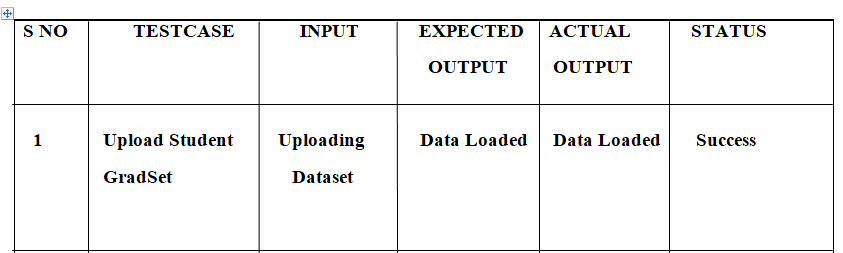 S NO TESTCASE INPUT EXPECTED OUTPUT ACTUAL OUTPUT STATUS
1 Upload Student GradSet Uploading Dataset Data Loaded Data Loaded Success